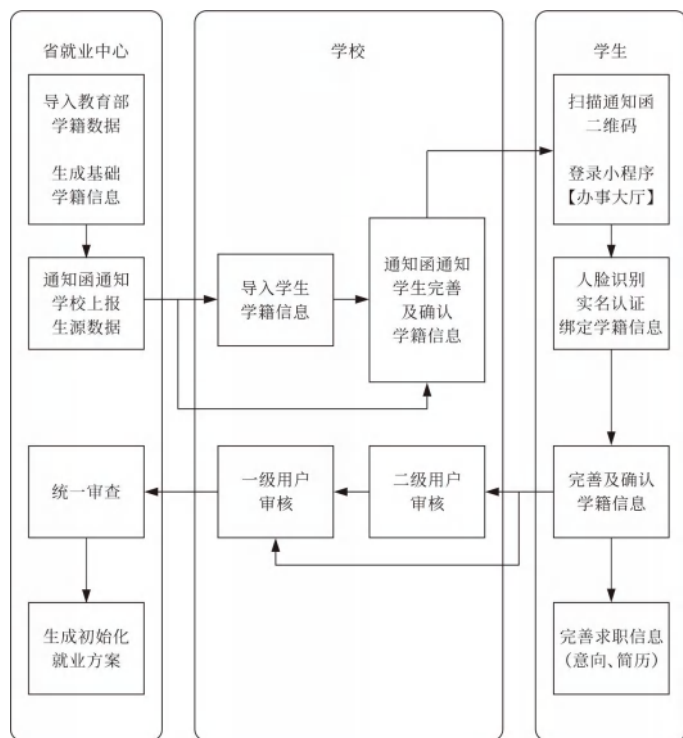 省就业中心
导入教育部
学籍数据
生成基础
学籍信息
通知函通知
学校上报
生源数据
统一审查
生成初始化
就业方案
学校
导入学生
学籍信息
通知函通知
学生完善
及确认
学籍信息
一级用户
审核
二级用户
审核
学生
扫描通知函
二维码
登录小程序
【办事大厅】
人脸识别
实名认证
绑定学籍信息
完善及确认
学籍信息
完善求职信息
（意向、简历）